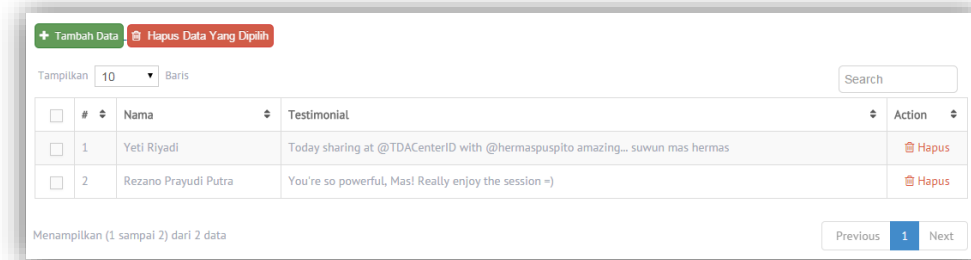 Tambah Data Hapus Data Yang Dipilih
Tampilkan 10 Baris Search
# Nama Testimonial Action
1 Yeti Riyadi Today sharing at @TDACenterID with @hermaspuspito amazing... suwun mas hermas Hapus
2 Rezano Prayudi Putra You're so powerful, Mas! Really enjoy the session =) Hapus
Menampilkan (1 sampai 2) dari 2 data Previous 1 Next